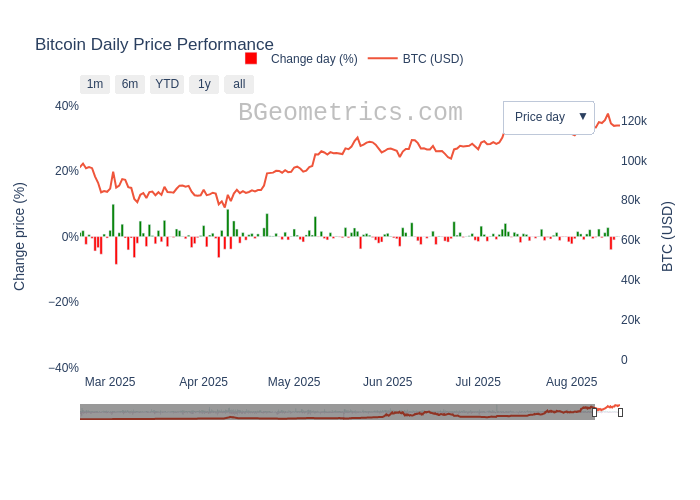 Bitcoin Daily Price Performance
Change day (%)
BTC (USD)
1m
6m
YTD
1y
all
BGeometrics.com
Price day
▼
40%
20%
0%
−20%
−40%
Change price (%)
120k
100k
80k
60k
40k
20k
0
BTC (USD)
Mar 2025
Apr 2025
May 2025
Jun 2025
Jul 2025
Aug 2025